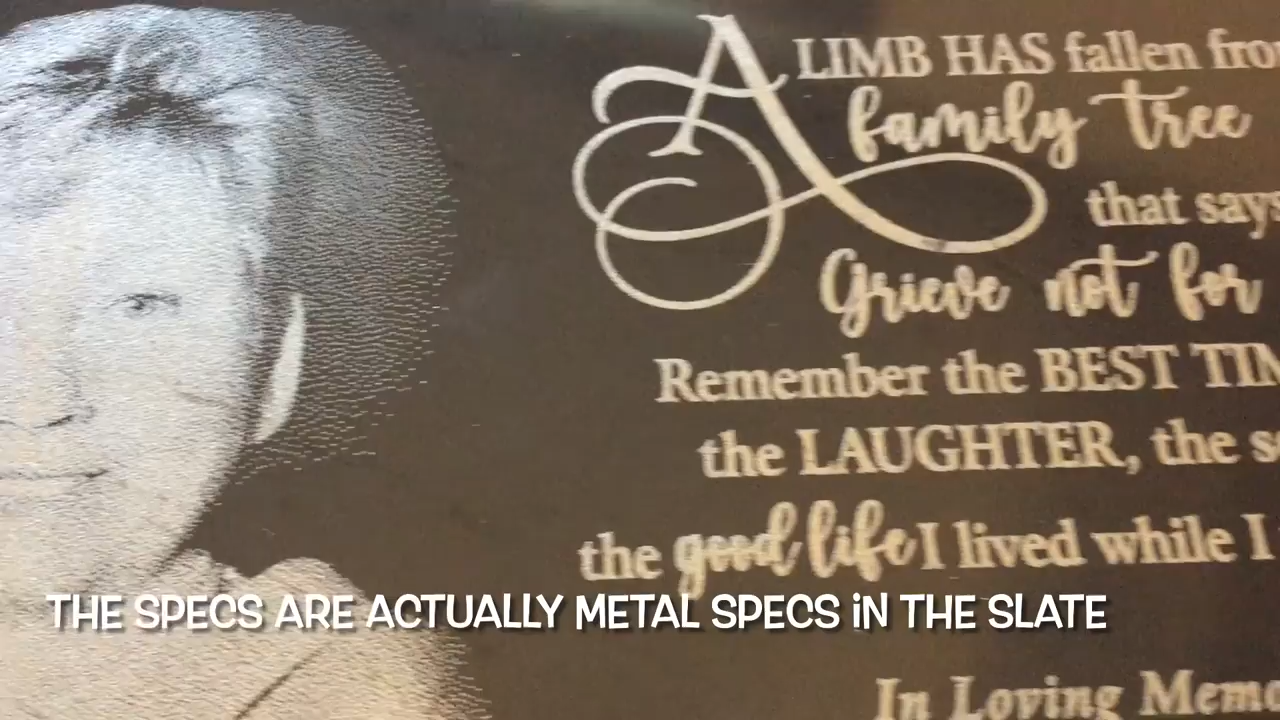 A LIMB HAS fallen fro
family tree
that says
Grieve not for
Remember the BEST TIM
the LAUGHTER, the s
the good life I lived while I
THE SPECS ARE ACTUALLY METAL SPECS iN THE SLATE
In Loving Memo